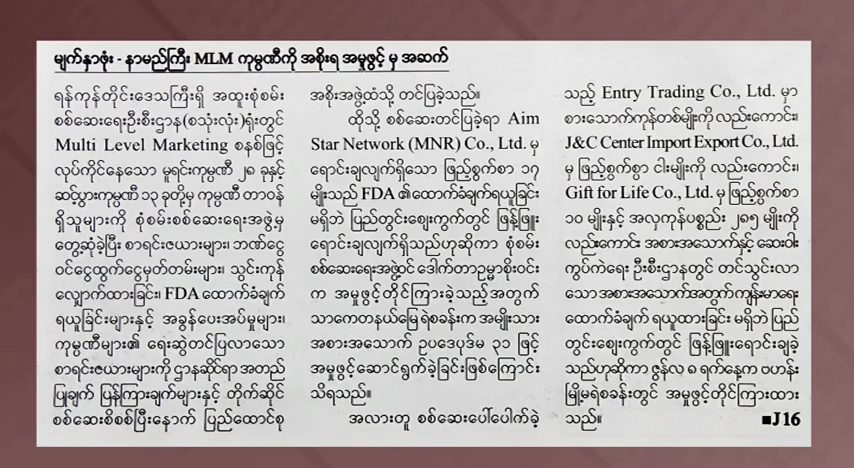 မျက်နှာဖုံး - နာမည်ကြီး MLM ကုမ္ပဏီကို အစိုးရ အမှုဖွင့် မှ အဆက်
ရန်ကုန်တိုင်းဒေသကြီးရှိ အထူးစုံစမ်း
စစ်ဆေးရေးဦးစီးဌာန(စသုံးလုံး)ရုံးတွင်
Multi Level Marketing စနစ်ဖြင့်
လုပ်ကိုင်နေသော မူရင်းကုမ္ပဏီ ၂၈ ခုနှင့်
ဆင့်ပွားကုမ္ပဏီ ၁၃ ခုတို့မှ ကုမ္ပဏီ တာဝန်
ရှိသူများကို စုံစမ်းစစ်ဆေးရေးအဖွဲ့မှ
တွေ့ဆုံခဲ့ပြီး စာရင်းဇယားများ၊ ဘဏ်ငွေ
ဝင်ငွေထွက်ငွေမှတ်တမ်းများ၊ သွင်းကုန်
လျှောက်ထားခြင်း၊ FDA ထောက်ခံချက်
ရယူခြင်းများနှင့် အခွန်ပေးအပ်မှုများ၊
ကုမ္ပဏီများ၏ ရေးဆွဲတင်ပြလာသော
စာရင်းဇယားများကို ဌာနဆိုင်ရာ အတည်
ပြုချက် ပြန်ကြားချက်များနှင့် တိုက်ဆိုင်
စစ်ဆေးစိစစ်ပြီးနောက် ပြည်ထောင်စု
အစိုးအဖွဲ့ထံသို့ တင်ပြခဲ့သည်။
ထိုသို့ စစ်ဆေးတင်ပြခဲ့ရာ Aim
Star Network (MNR) Co., Ltd. မှ
ရောင်းချလျက်ရှိသော ဖြည့်စွက်စာ ၁၇
မျိုးသည် FDA ၏ထောက်ခံချက်ရယူခြင်း
မရှိဘဲ ပြည်တွင်းစျေးကွက်တွင် ဖြန့်ဖြူး
ရောင်းချလျက်ရှိသည်ဟုဆိုကာ စုံစမ်း
စစ်ဆေးရေးအဖွဲ့ဝင် ဒေါက်တာဥမ္မာစိုးဝင်း
က အမှုဖွင့်တိုင်ကြားခဲ့သည့်အတွက်
သာကေတနယ်မြေ ရဲစခန်းက အမျိုးသား
အစားအသောက် ဥပဒေပုဒ်မ ၃၁ ဖြင့်
အမှုဖွင့်ဆောင်ရွက်ခဲ့ခြင်းဖြစ်ကြောင်း
သိရသည်။
အလားတူ စစ်ဆေးပေါ်ပေါက်ခဲ့
သည့် Entry Trading Co., Ltd. မှာ
စားသောက်ကုန်တစ်မျိုးကို လည်းကောင်း၊
J&C Center Import Export Co., Ltd.
မှ ဖြည့်စွက်စွာ ငါးမျိုးကို လည်းကောင်း၊
Gift for Life Co., Ltd. မှ ဖြည့်စွက်စာ
၁၀ မျိုးနှင့် အလှကုန်ပစ္စည်း ၂၈၅ မျိုးကို
လည်းကောင်း အစားအသောက်နှင့် ဆေးဝါး
ကွပ်ကဲရေး ဦးစီးဌာနတွင် တင်သွင်းလာ
သော အစားအသောက်အတွက် ကျန်းမာရေး
ထောက်ခံချက် ရယူထားခြင်း မရှိဘဲ ပြည်
တွင်းစျေးကွက်တွင် ဖြန့်ဖြူးရောင်းချခဲ့
သည်ဟုဆိုကာ ဇွန်လ ၈ ရက်နေ့က ဗဟန်း
မြို့မရဲစခန်းတွင် အမှုဖွင့်တိုင်ကြားထား
သည်။ ■J 16